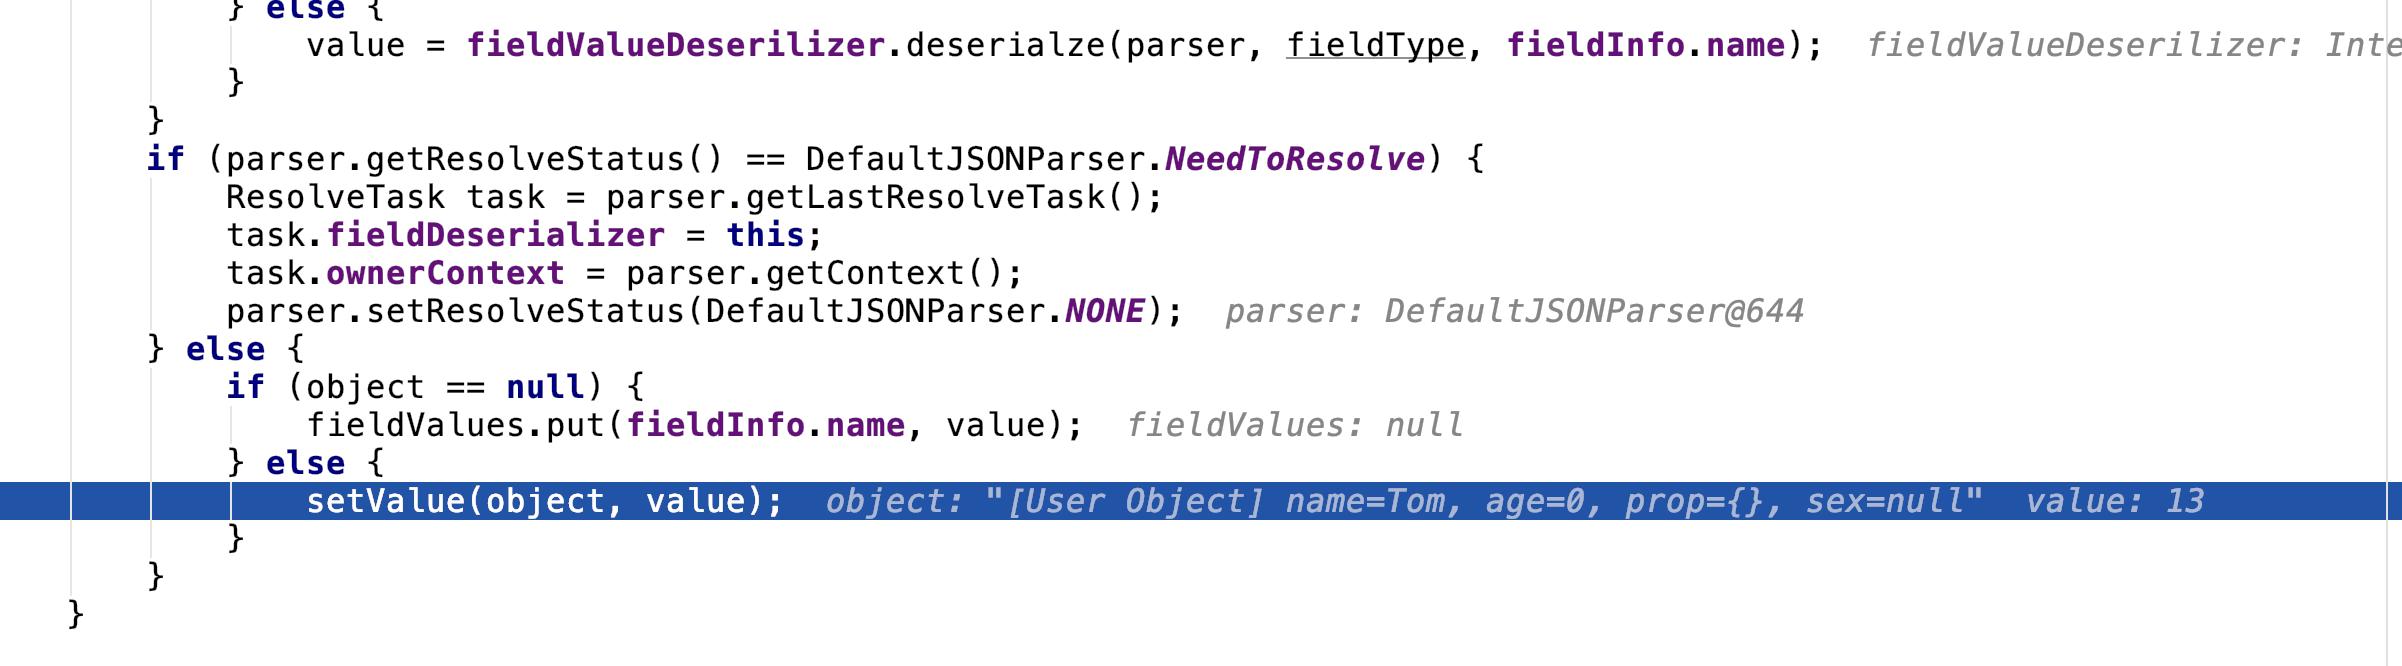 } else {
value = fieldValueDeserilizer.deserialze(parser, fieldType, fieldInfo.name);  fieldValueDeserilizer: Inte
}
}
if (parser.getResolveStatus() == DefaultJSONParser.NeedToResolve) {
ResolveTask task = parser.getLastResolveTask();
task.fieldDeserializer = this;
task.ownerContext = parser.getContext();
parser.setResolveStatus(DefaultJSONParser.NONE);  parser: DefaultJSONParser@644
} else {
if (object == null) {
fieldValues.put(fieldInfo.name, value);  fieldValues: null
} else {
setValue(object, value);  object: "[User Object] name=Tom, age=0, prop={}, sex=null"  value: 13
}
}
}